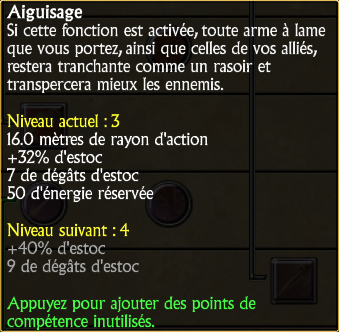 Aiguisage
Si cette fonction est activée, toute arme à lame
que vous portez, ainsi que celles de vos alliés,
restera tranchante comme un rasoir et
transpercera mieux les ennemis.
Niveau actuel : 3
16.0 mètres de rayon d'action
+32% d'estoc
7 de dégâts d'estoc
50 d'énergie réservée
Niveau suivant : 4
+40% d'estoc
9 de dégâts d'estoc
Appuyez pour ajouter des points de
compétence inutilisés.